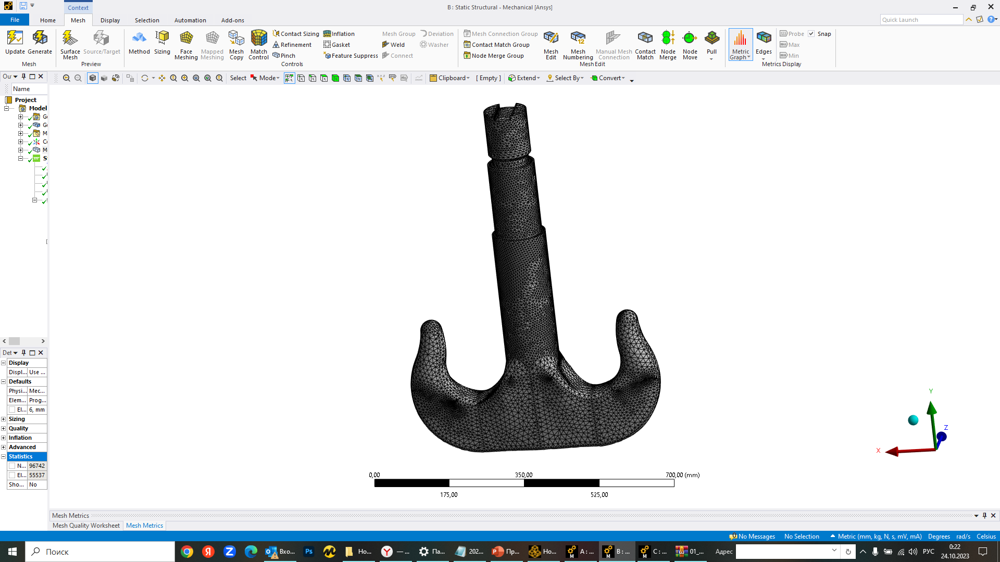 Context
B : Static Structural - Mechanical [Ansys]
File Home Mesh Display Selection Automation Add-ons
Quick Launch
Update Generate
Mesh
Surface Mesh
Source/Target
Preview
Method Sizing
Face Meshing
Mapped Meshing
Mesh Copy
Match Control
Contact Sizing
Refinement
Pinch
Inflation
Gasket
Feature Suppress
Controls
Mesh Group
Weld
Connect
Deviation
Washer
Mesh Connection Group
Contact Match Group
Node Merge Group
Mesh Edit
Mesh Numbering
Manual Mesh Connection
Contact Match
Node Merge
Node Move
Pull
Mesh Edit
Metric Graph
Edges
Probe Snap
Max
Min
Metrics Display
Ou
Select Mode Clipboard [ Empty ] Extend Select By Convert
Name
Project
Model
G
G
M
C
M
S
Det
Display
Displ... Use ...
Defaults
Physi... Mec...
Elem... Prog...
El... 6, mm
Sizing
Quality
Inflation
Advanced
Statistics
N... 96742
El... 55537
Sho... No
Y
Z
X
0,00 350,00 700,00 (mm)
175,00 525,00
Mesh Metrics
Mesh Quality Worksheet Mesh Metrics
No Messages No Selection Metric (mm, kg, N, s, mV, mA) Degrees rad/s Celsius
Поиск Вхо... Но... — ... Па... 202... Пр... Но... A : ... B : ... C : ... 01_... Адрес РУС 0:22
24.10.2023